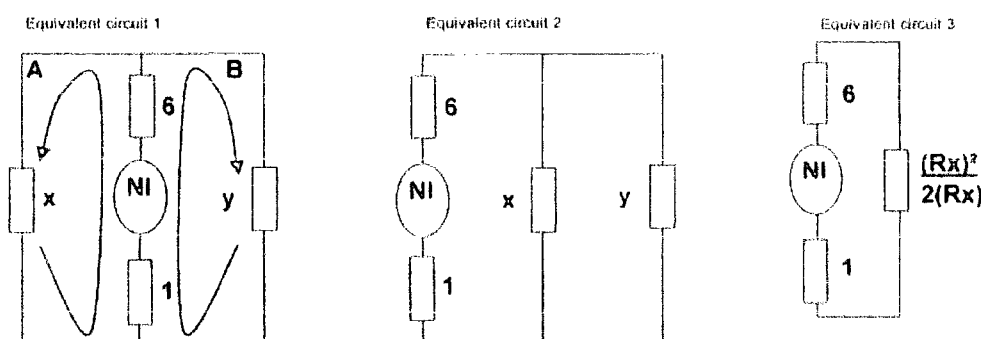 Equivalent circuit 1
A
B
6
NI
x
y
1
Equivalent circuit 2
6
NI
x
y
1
Equivalent circuit 3
6
NI
(Rx)²
2(Rx)
1